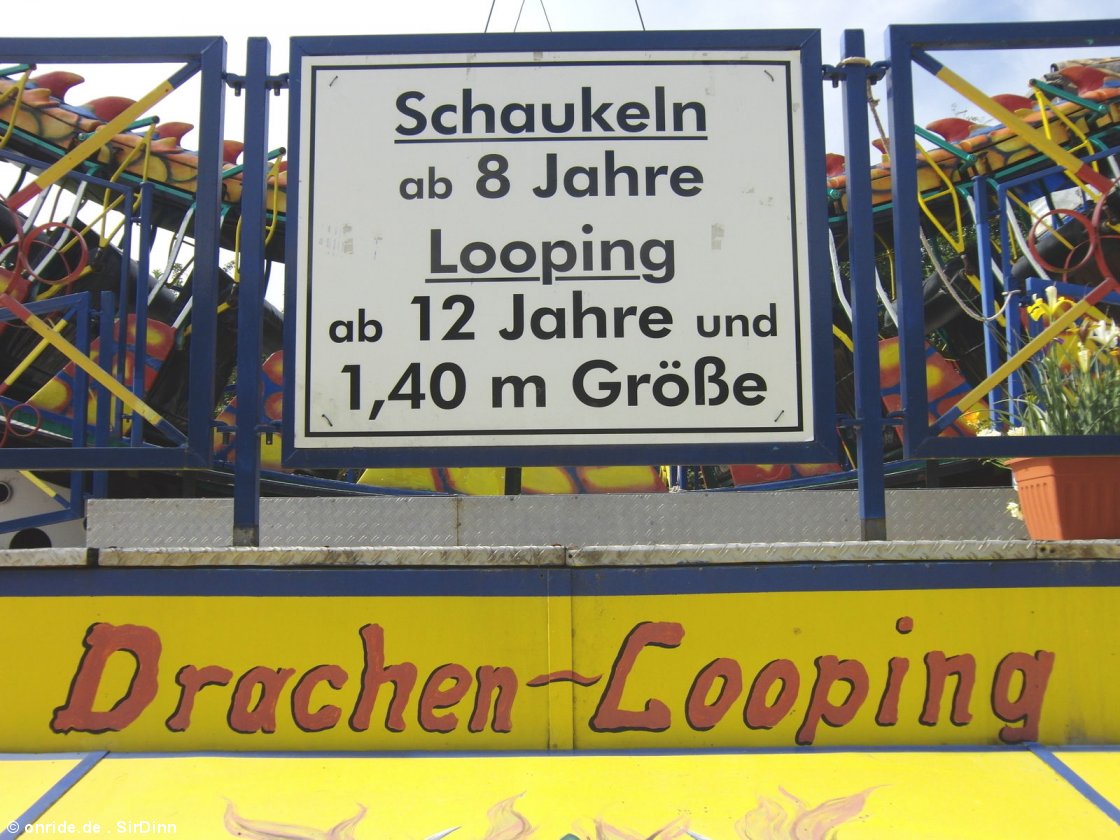 Schaukeln
ab 8 Jahre
Looping
ab 12 Jahre und
1,40 m Größe
Drachen~Looping
© onride.de . SirDinn